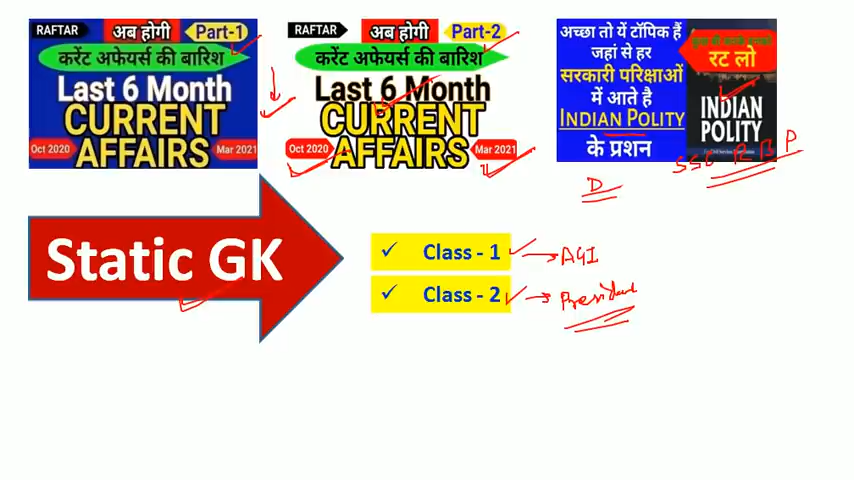 RAFTAR
अब होगी
Part-1
करेंट अफेयर्स की बारिश
Last 6 Month
CURRENT
AFFAIRS
Oct 2020
Mar 2021
RAFTAR
अब होगी
Part-2
करेंट अफेयर्स की बारिश
Last 6 Month
CURRENT
AFFAIRS
Oct 2020
Mar 2021
अच्छा तो यें टॉपिक हैं
जहां से हर
सरकारी परिक्षाओं
में आते है
INDIAN POLITY
के प्रशन
रट लो
INDIAN
POLITY
SSC RBP
D
Static GK
✓ Class - 1
AGI
✓ Class - 2
President